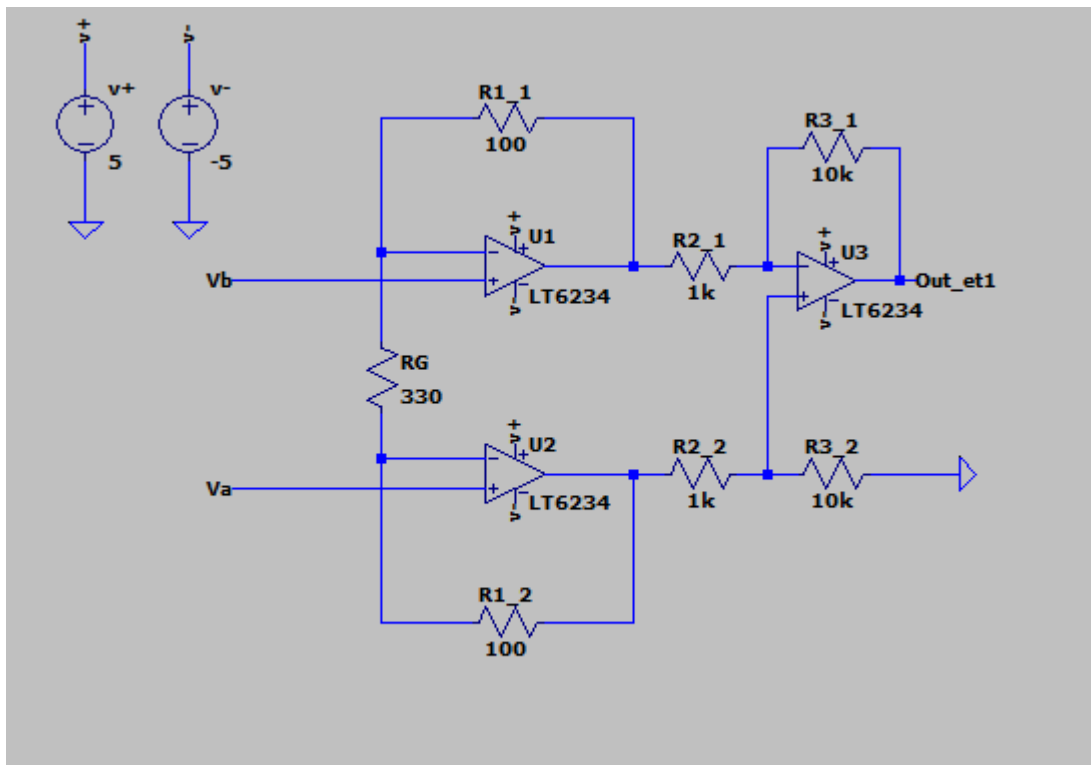 v+
v-
v+
5
v-
-5
R1_1
100
R3_1
10k
v+
U1
LT6234
v-
Vb
R2_1
1k
v+
U3
LT6234
v-
Out_et1
RG
330
v+
U2
LT6234
v-
Va
R2_2
1k
R3_2
10k
R1_2
100